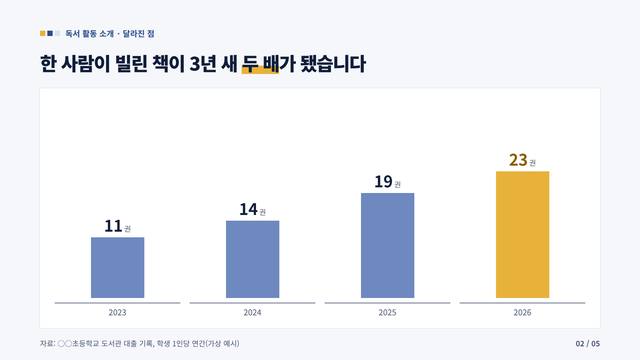 독서 활동 소개 · 달라진 점
한 사람이 빌린 책이 3년 새 두 배가 됐습니다
11권
14권
19권
23권
2023
2024
2025
2026
자료: ○○초등학교 도서관 대출 기록, 학생 1인당 연간(가상 예시)
02 / 05